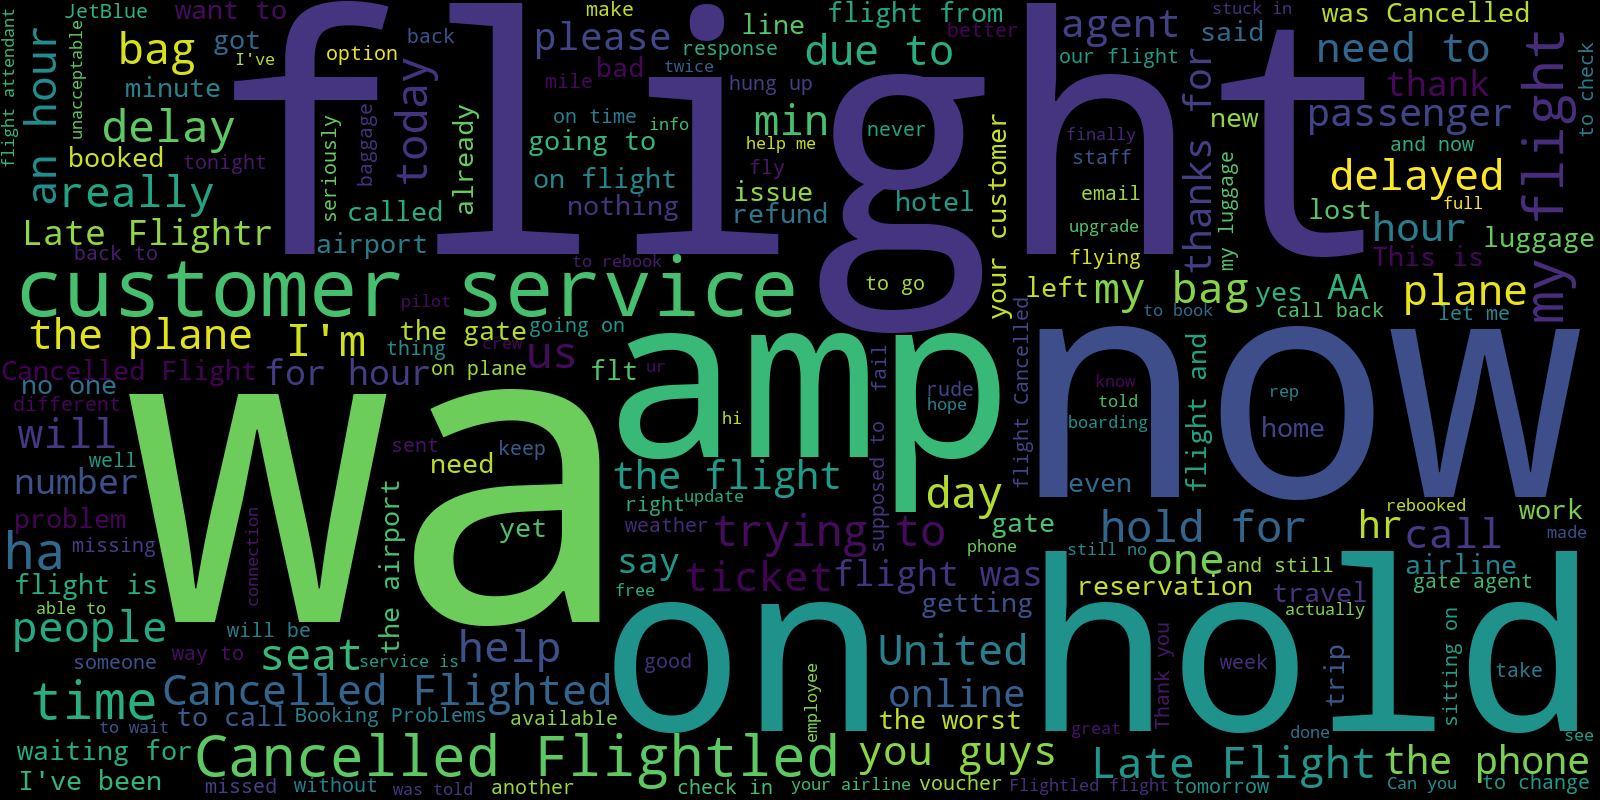 flight
wa
now
amp
on hold
customer service
Cancelled Flightled
Cancelled Flighted
Late Flight
Late Flightr
Cancelled Flight
JetBlue
want to
make
line
flight from
better
stuck in
was Cancelled
flight attendant
an hour
unacceptable
bag
got
I've
option
back
please
response
due to
agent
said
our flight
need to
my flight
to check
minute
today
bad
twice
mile
hung up
thank
passenger
delay
baggage
seriously
already
on time
info
min
never
finally
thanks for
new
and now
booked
tonight
going to
help me
staff
really
on flight
fly
issue
email
my luggage
delayed
full
called
nothing
refund
hotel
upgrade
lost
hour
luggage
airport
your customer
flying
This is
back to
to rebook
to go
left
my bag
yes
AA
plane
pilot
to book
call back
let me
the plane
I'm
the gate
going on
thing
crew
us
for hour
on plane
flt
ur
supposed to fail
rude
hope
flight Cancelled
know
told
boarding
flight and
rep
home
no one
different
will
well
number
problem
missing
ha
connection
sent
keep
need
yet
the airport
hi
the flight
right
update
weather
day
even
gate
trying to
phone
hold for
still no
hr
rebooked
call
work
made
say
ticket
flight was
one
and still
airline
gate agent
flight is
able to
free
getting
reservation
travel
actually
people
will be
way to
someone
seat
service is
help
good
employee
United
online
Thank you
week
trip
sitting on
take
time
to wait
to call
Booking Problems
available
the worst
great
done
see
waiting for
you guys
the phone
I've been
missed
without
was told
another
check in
your airline
voucher
Flightled flight
tomorrow
Can you
to change